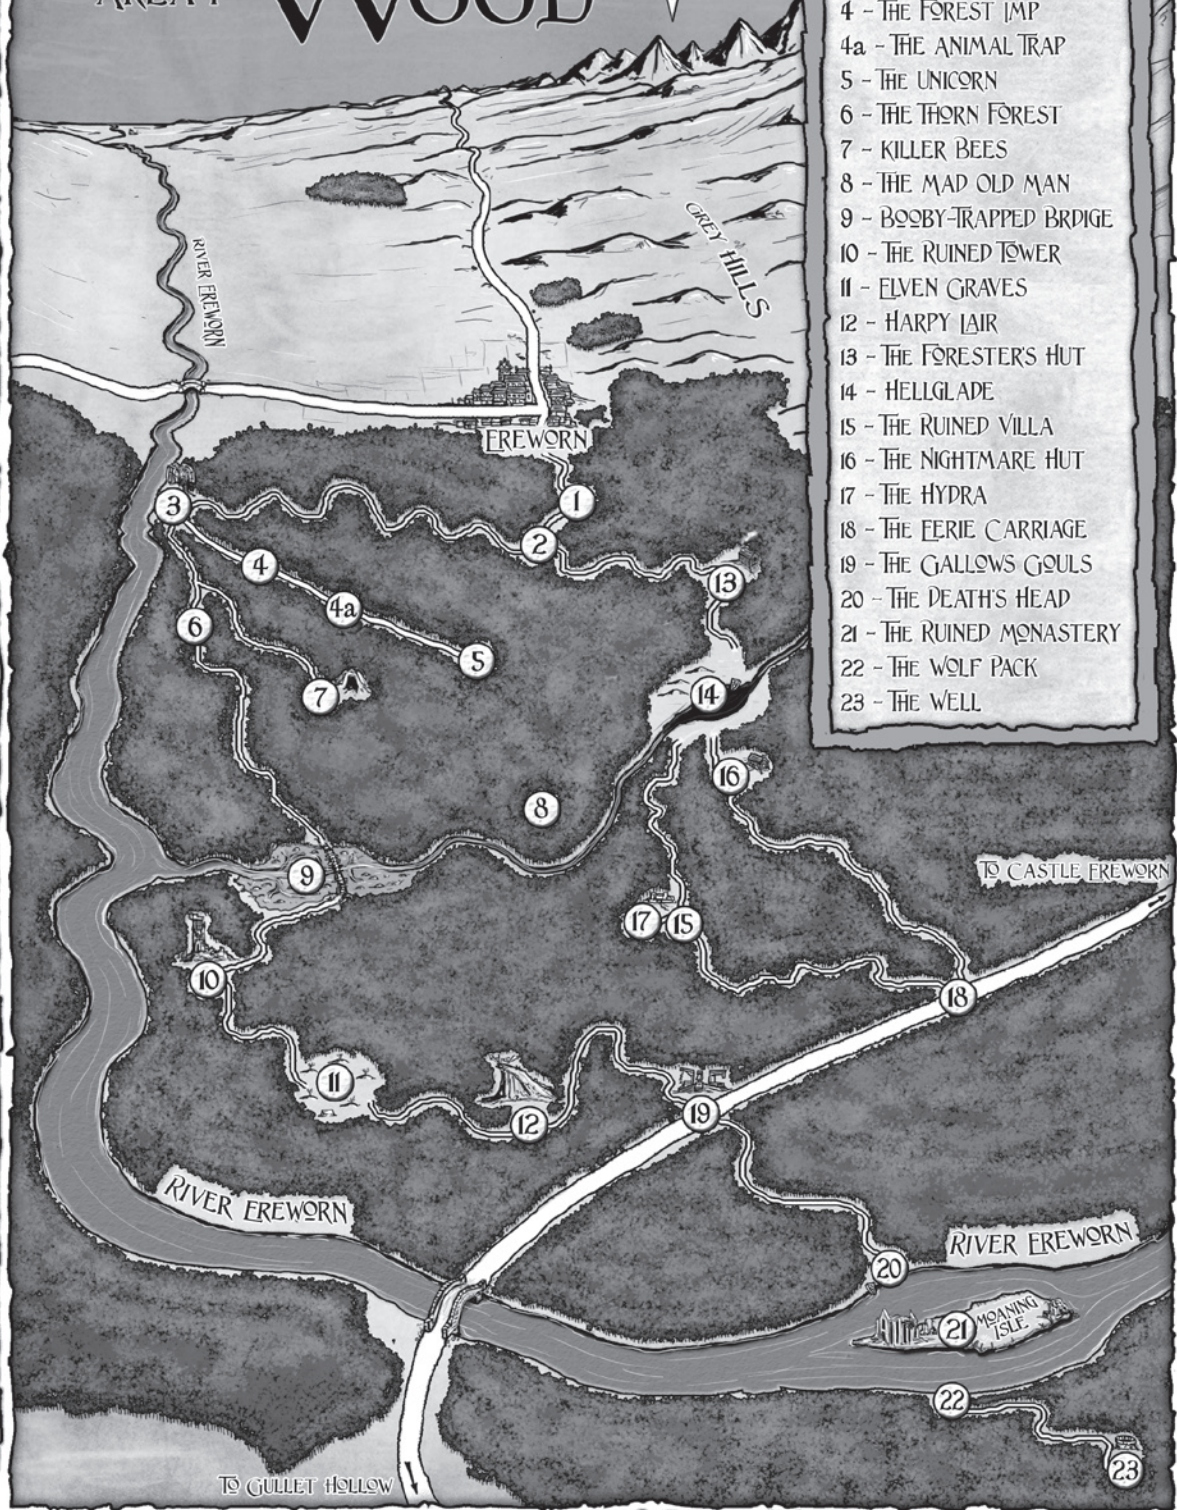 AREA 1
WOOD
4 - THE FOREST IMP
4a - THE ANIMAL TRAP
5 - THE UNICORN
6 - THE THORN FOREST
7 - KILLER BEES
8 - THE MAD OLD MAN
9 - BOOBY-TRAPPED BRDIGE
10 - THE RUINED TOWER
11 - ELVEN GRAVES
12 - HARPY LAIR
13 - THE FORESTER'S HUT
14 - HELLGLADE
15 - THE RUINED VILLA
16 - THE NIGHTMARE HUT
17 - THE HYDRA
18 - THE EERIE CARRIAGE
19 - THE GALLOWS GOULS
20 - THE DEATH'S HEAD
21 - THE RUINED MONASTERY
22 - THE WOLF PACK
23 - THE WELL
GREY HILLS
RIVER EREWORN
EREWORN
3
1
2
4
13
4a
6
5
7
14
16
8
TO CASTLE EREWORN
9
17
15
10
18
11
19
12
RIVER EREWORN
RIVER EREWORN
20
21
MOANING
ISLE
22
23
TO GULLET HOLLOW